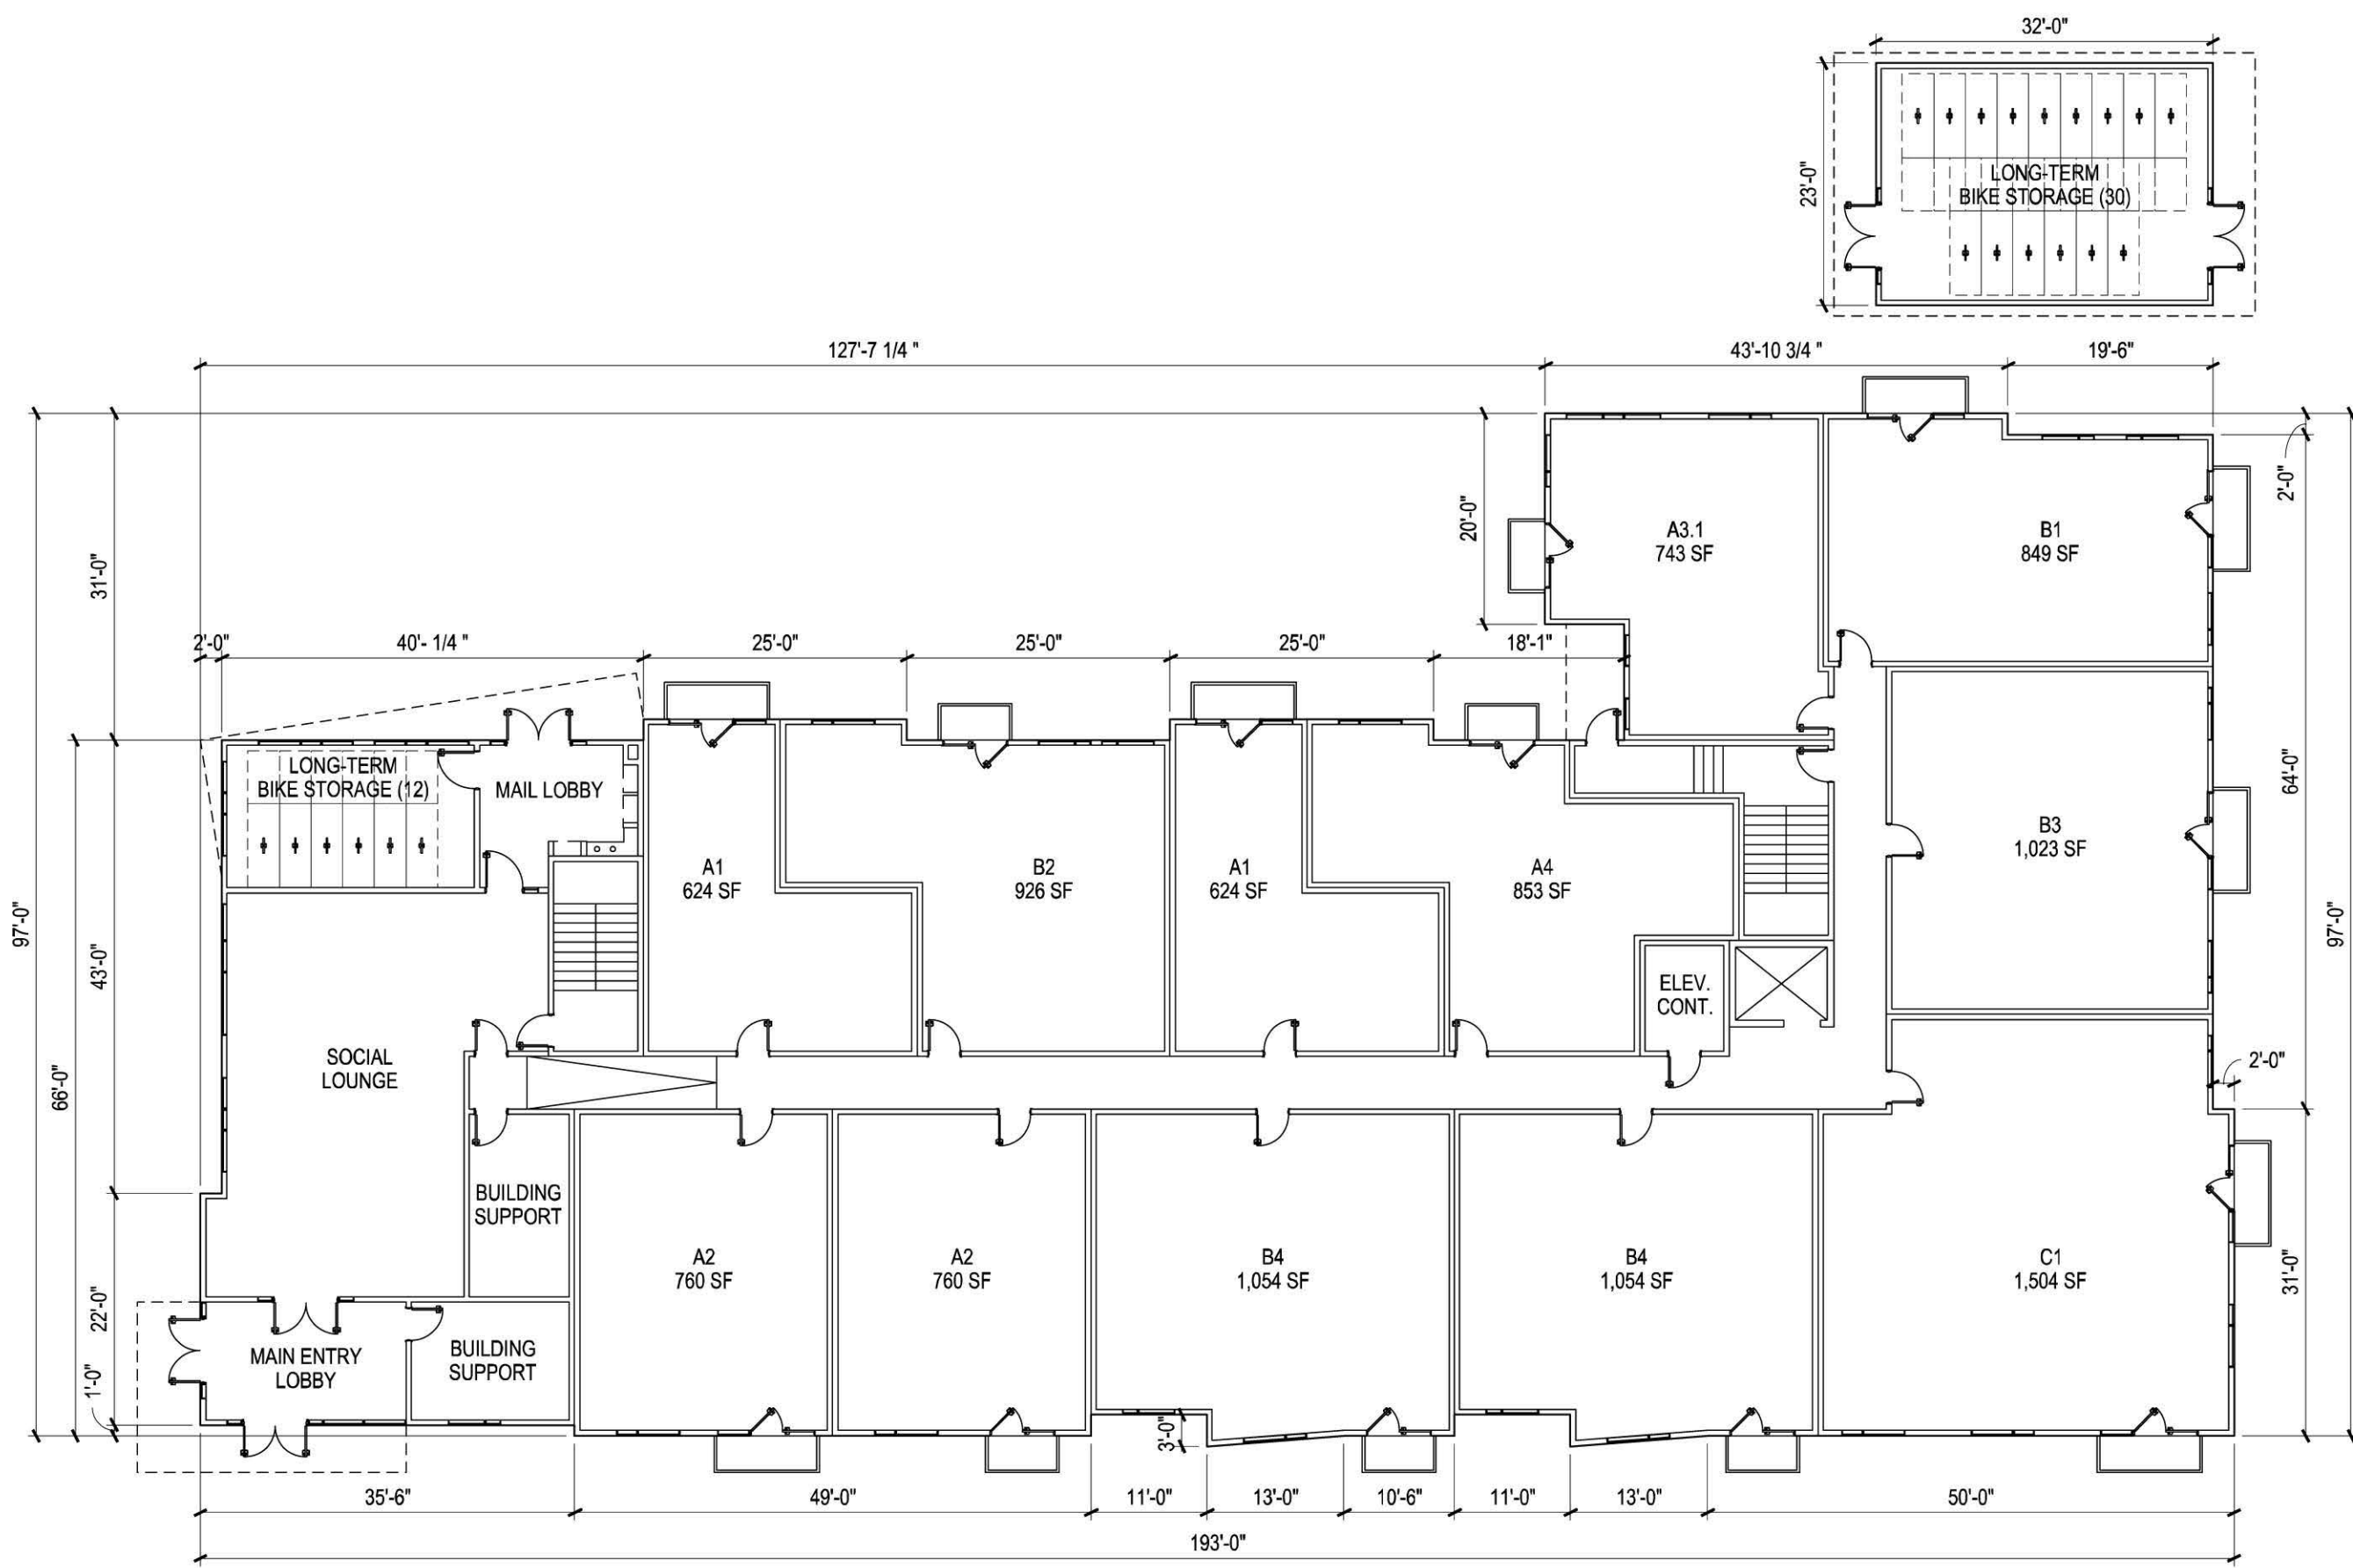 32'-0"
23'-0"
LONG-TERM
BIKE STORAGE (30)
127'-7 1/4 "
43'-10 3/4 "
19'-6"
2'-0"
20'-0"
31'-0"
A3.1
743 SF
B1
849 SF
2'-0"
40'- 1/4 "
25'-0"
25'-0"
25'-0"
18'-1"
64'-0"
LONG-TERM
BIKE STORAGE (12)
MAIL LOBBY
A1
624 SF
B2
926 SF
A1
624 SF
A4
853 SF
B3
1,023 SF
97'-0"
43'-0"
97'-0"
ELEV.
CONT.
66'-0"
SOCIAL
LOUNGE
2'-0"
BUILDING
SUPPORT
A2
760 SF
A2
760 SF
B4
1,054 SF
B4
1,054 SF
C1
1,504 SF
31'-0"
22'-0"
1'-0"
MAIN ENTRY
LOBBY
BUILDING
SUPPORT
3'-0"
35'-6"
49'-0"
11'-0"
13'-0"
10'-6"
11'-0"
13'-0"
50'-0"
193'-0"